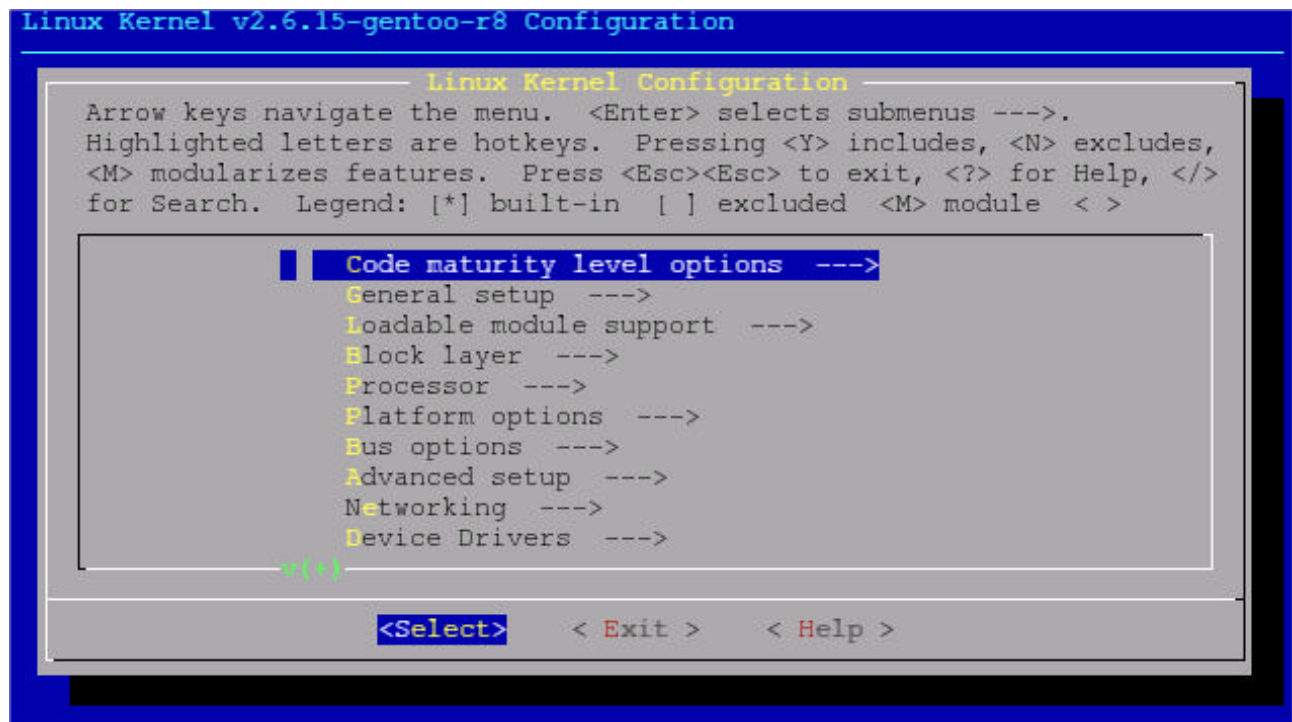 Linux Kernel v2.6.15-gentoo-r8 Configuration
Linux Kernel Configuration
Arrow keys navigate the menu.  <Enter> selects submenus --->.
Highlighted letters are hotkeys.  Pressing <Y> includes, <N> excludes,
<M> modularizes features.  Press <Esc><Esc> to exit, <?> for Help, </>
for Search.  Legend: [*] built-in  [ ] excluded  <M> module  < >
Code maturity level options  --->
General setup  --->
Loadable module support  --->
Block layer  --->
Processor  --->
Platform options  --->
Bus options  --->
Advanced setup  --->
Networking  --->
Device Drivers  --->
v(+)
<Select>    < Exit >    < Help >